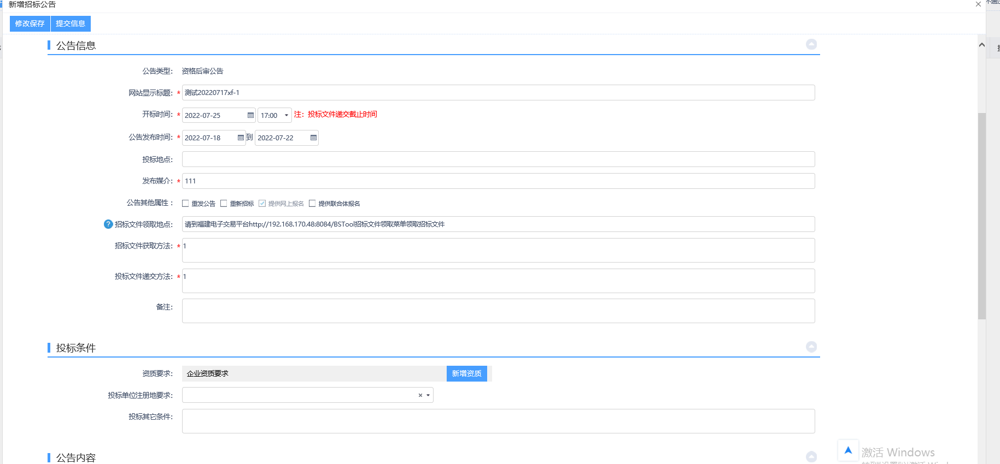 新增招标公告
修改保存 提交信息
公告信息
公告类型： 资格后审公告
网站显示标题： * 测试20220717xf-1
开标时间： * 2022-07-25 17:00 注：投标文件递交截止时间
公告发布时间： * 2022-07-18 到 2022-07-22
投标地点：
发布媒介： * 111
公告其他属性： 重发公告 重新招标 提供网上报名 提供联合体报名
? 招标文件领取地点： 请到福建电子交易平台http://192.168.170.48:8084/BSTool招标文件领取菜单领取招标文件
招标文件获取方法： * 1
投标文件递交方法： * 1
备注：
投标条件
资质要求： 企业资质要求 新增资质
投标单位注册地要求：
投标其它条件：
公告内容
激活 Windows